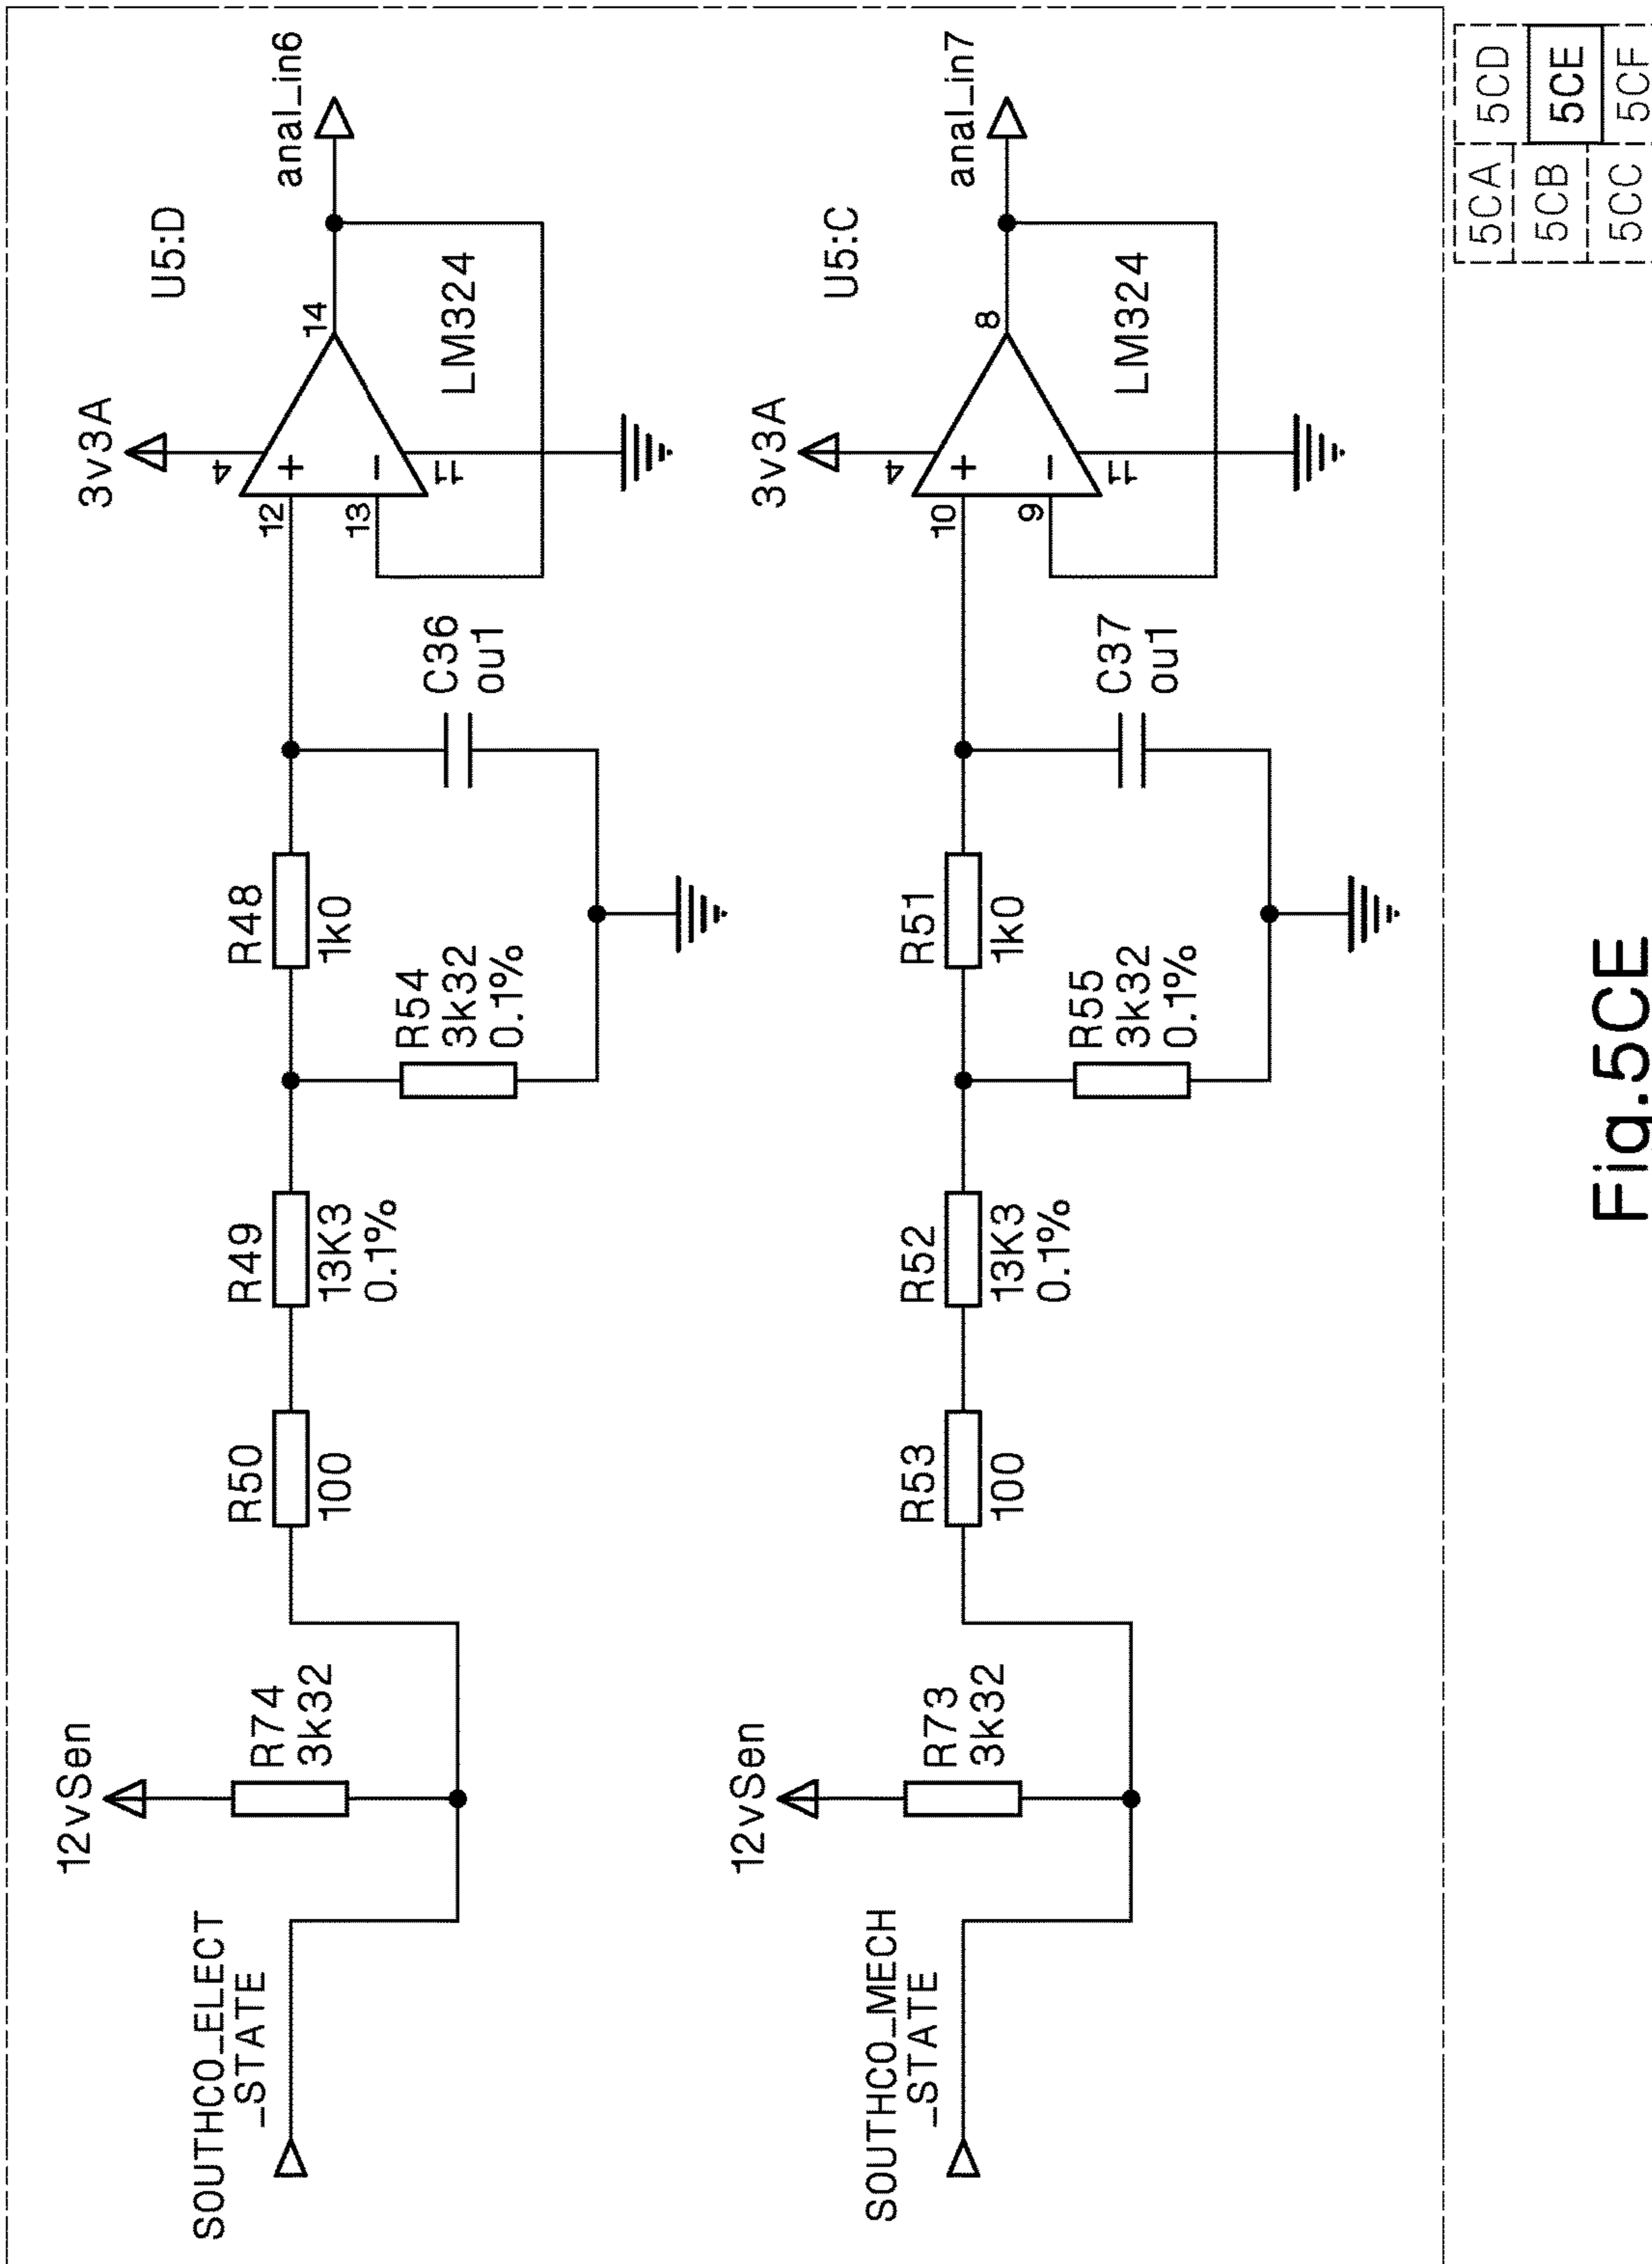 SOUTHCO_ELECT
_STATE
12vSen
R74
3k32
R50
100
R49
13K3
0.1%
R54
3k32
0.1%
R48
1k0
C36
ou1
3v3A
4
12
+
13
−
11
14
U5:D
LM324
anal_in6
SOUTHCO_MECH
_STATE
12vSen
R73
3k32
R53
100
R52
13K3
0.1%
R55
3k32
0.1%
R51
1k0
C37
ou1
3v3A
4
10
+
9
−
11
8
U5:C
LM324
anal_in7
5CA 5CD
5CB 5CE
5CC 5CF
Fig.5CE